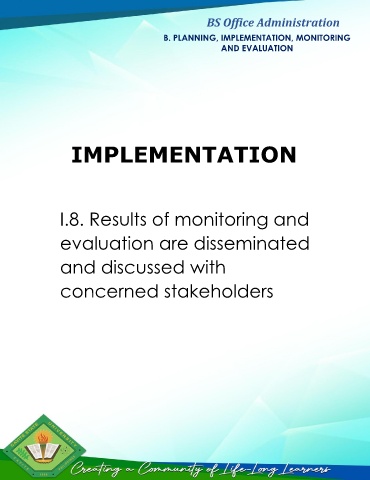 BS Office Administration
B. PLANNING, IMPLEMENTATION, MONITORING
AND EVALUATION
IMPLEMENTATION
I.8. Results of monitoring and
evaluation are disseminated
and discussed with
concerned stakeholders
Creating a Community of Life-Long Learners